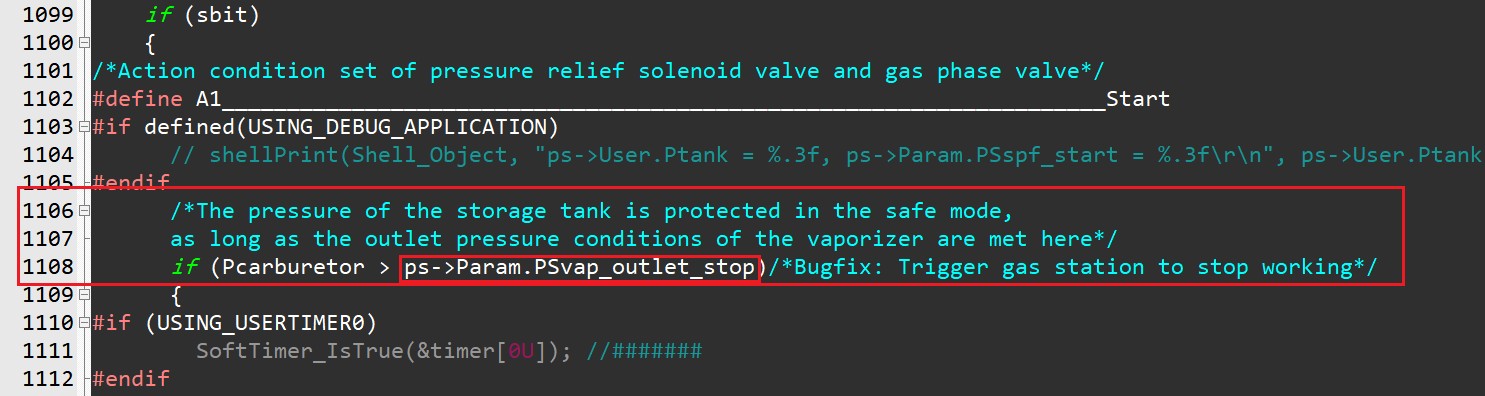 1099 if (sbit)
1100 {
1101 /*Action condition set of pressure relief solenoid valve and gas phase valve*/
1102 #define A1____________________________________________________________________Start
1103 #if defined(USING_DEBUG_APPLICATION)
1104 // shellPrint(Shell_Object, "ps->User.Ptank = %.3f, ps->Param.PSspf_start = %.3f\r\n", ps->User.Ptank
1105 #endif
1106 /*The pressure of the storage tank is protected in the safe mode,
1107 as long as the outlet pressure conditions of the vaporizer are met here*/
1108 if (Pcarburetor > ps->Param.PSvap_outlet_stop)/*Bugfix: Trigger gas station to stop working*/
1109 {
1110 #if (USING_USERTIMER0)
1111 SoftTimer_IsTrue(&timer[0U]); //#######
1112 #endif